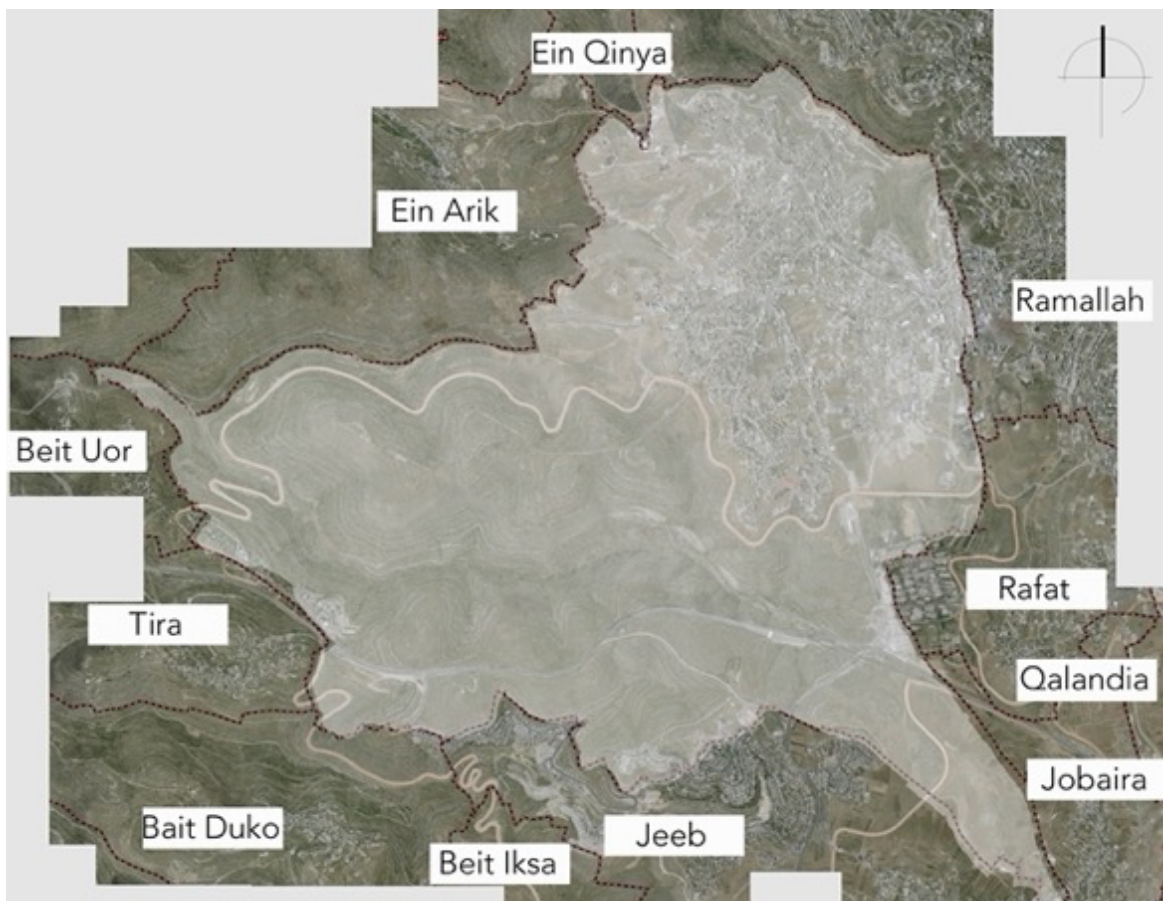 Ein Qinya
Ein Arik
Ramallah
Beit Uor
Rafat
Tira
Qalandia
Jobaira
Bait Duko
Jeeb
Beit Iksa